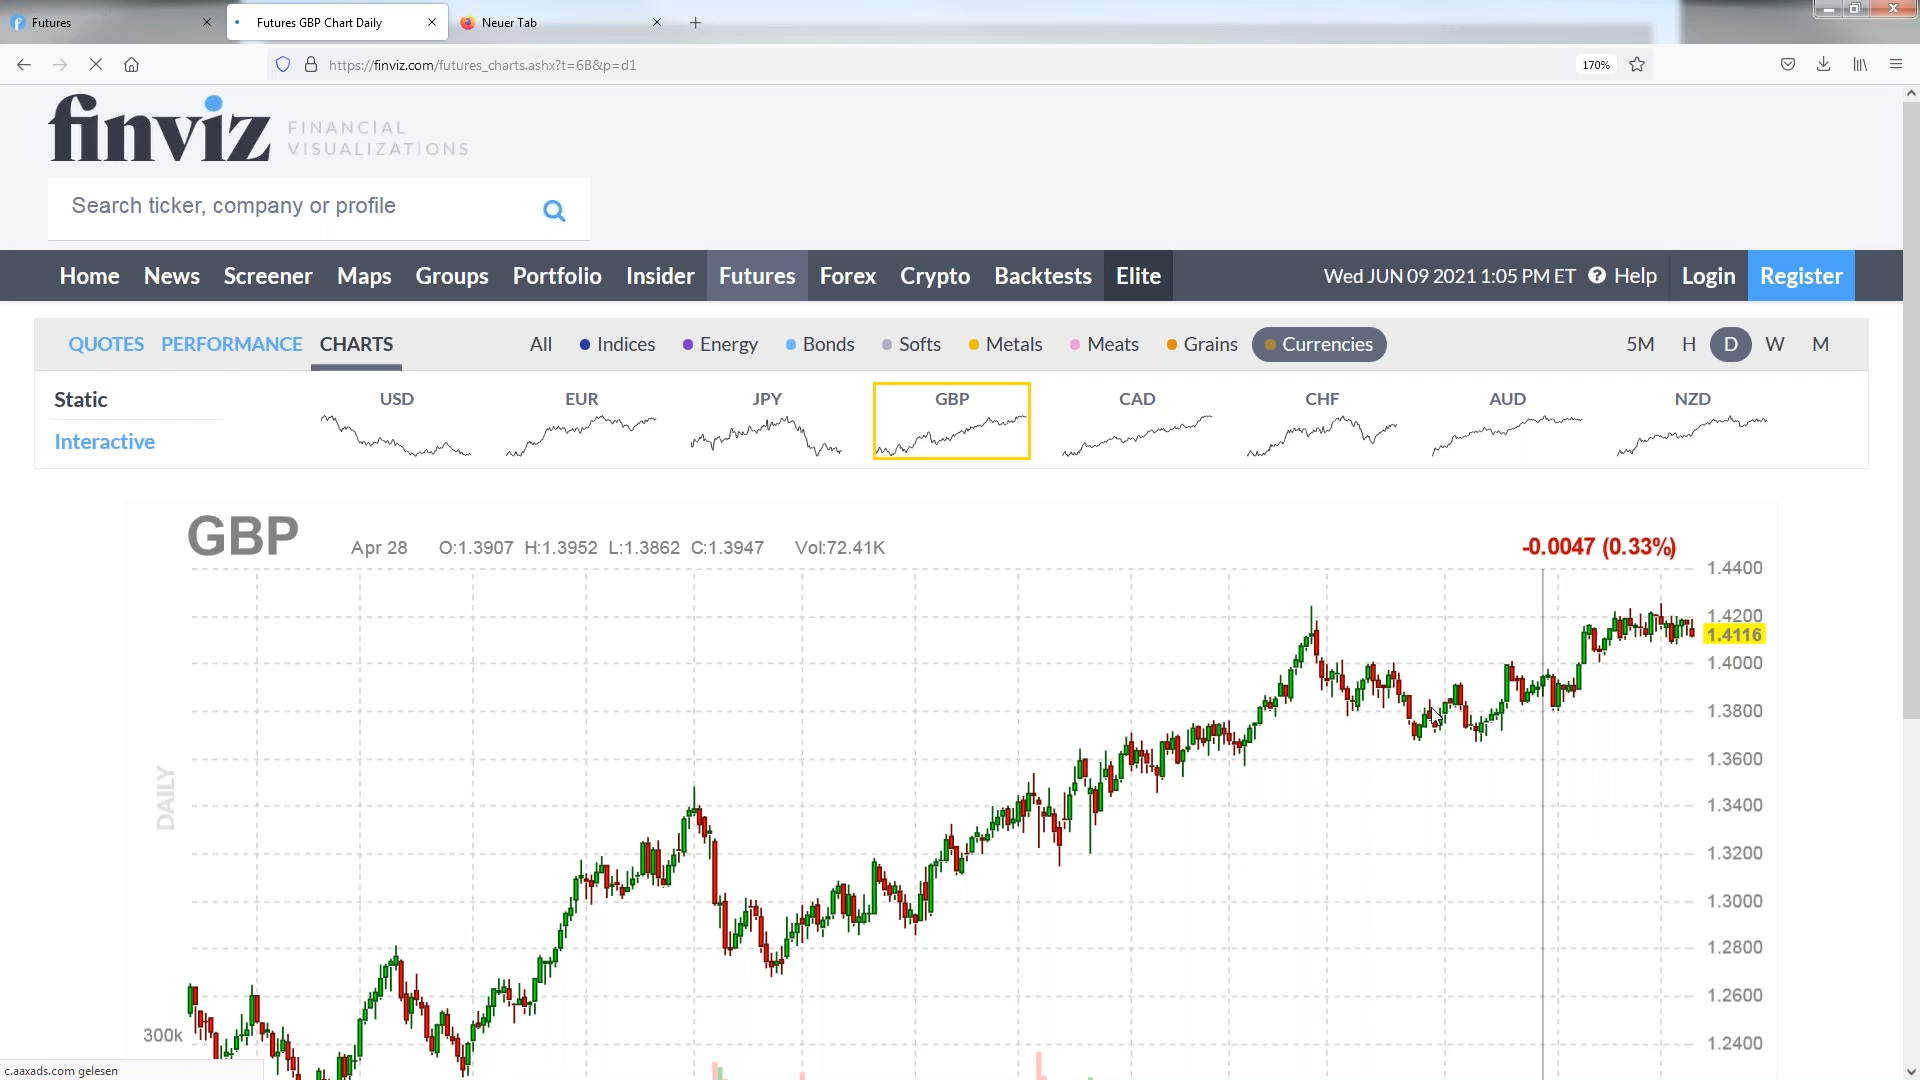 Futures
Futures GBP Chart Daily
Neuer Tab
https://finviz.com/futures_charts.ashx?t=6B&p=d1
170%
finviz
FINANCIAL
VISUALIZATIONS
Search ticker, company or profile
Home News Screener Maps Groups Portfolio Insider Futures Forex Crypto Backtests Elite Wed JUN 09 2021 1:05 PM ET Help Login Register
QUOTES PERFORMANCE CHARTS All Indices Energy Bonds Softs Metals Meats Grains Currencies 5M H D W M
Static
Interactive
USD EUR JPY GBP CAD CHF AUD NZD
GBP Apr 28 O:1.3907 H:1.3952 L:1.3862 C:1.3947 Vol:72.41K -0.0047 (0.33%)
1.4400
1.4200
1.4116
1.4000
1.3800
1.3600
1.3400
1.3200
1.3000
1.2800
1.2600
1.2400
DAILY
300k
c.aaxads.com gelesen